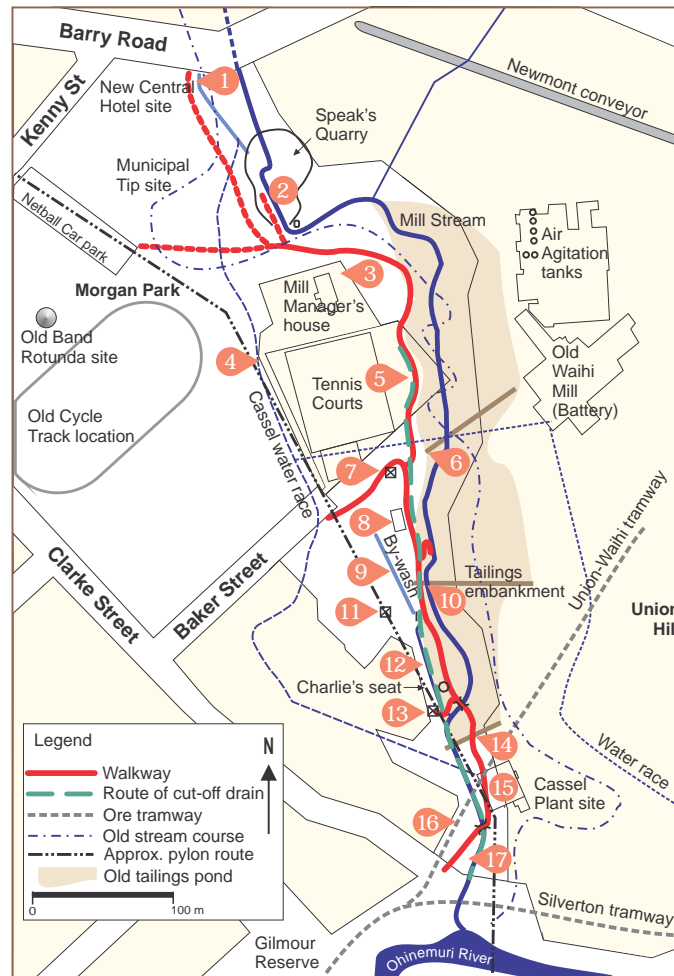 Barry Road
Kenny St
New Central
Hotel site
1
Newmont conveyor
Speak's
Quarry
Municipal
Tip site
2
Netball Car park
Mill Stream
Air
Agitation
tanks
3
Morgan Park
Mill
Manager's
house
Old Band
Rotunda site
4
Old
Waihi
Mill
(Battery)
5
Tennis
Courts
Old Cycle
Track location
Cassel water race
6
7
Union-Waihi tramway
8
By-wash
9
Clarke Street
Baker Street
Tailings
embankment
10
11
Union
Hill
12
Charlie's seat
13
14
Water race
15
Cassel
Plant site
16
17
Legend
N
Walkway
Route of cut-off drain
Ore tramway
Old stream course
Approx. pylon route
Old tailings pond
0
100 m
Silverton tramway
Gilmour
Reserve
Ohinemuri River